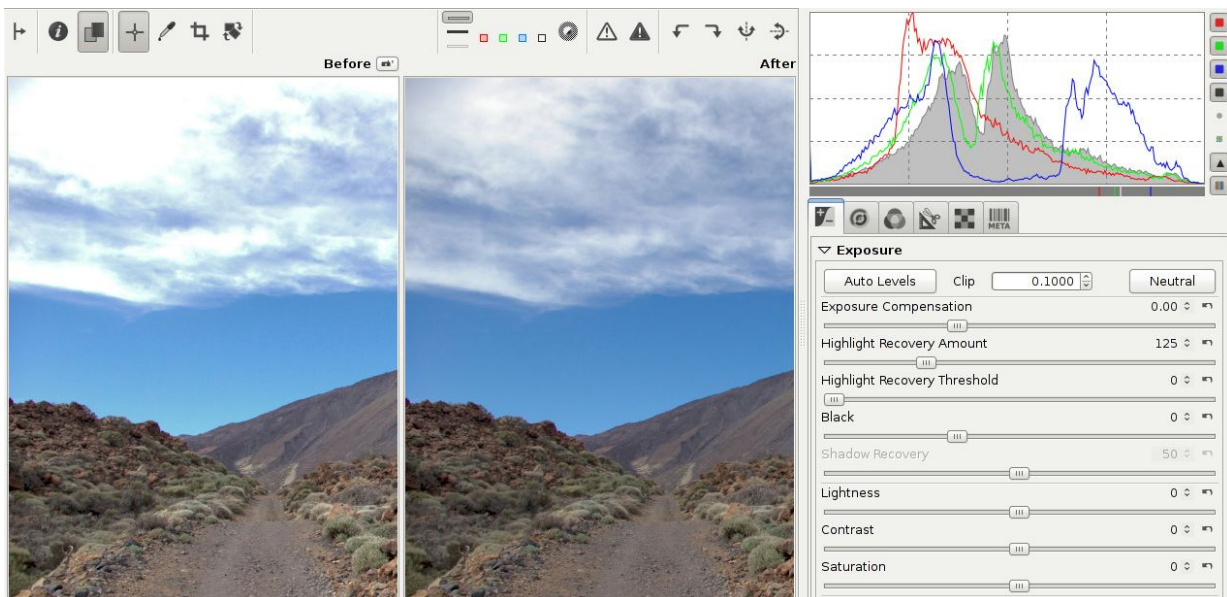 Before
After
META
Exposure
Auto Levels Clip 0.1000 Neutral
Exposure Compensation 0.00
Highlight Recovery Amount 125
Highlight Recovery Threshold 0
Black 0
Shadow Recovery 50
Lightness 0
Contrast 0
Saturation 0